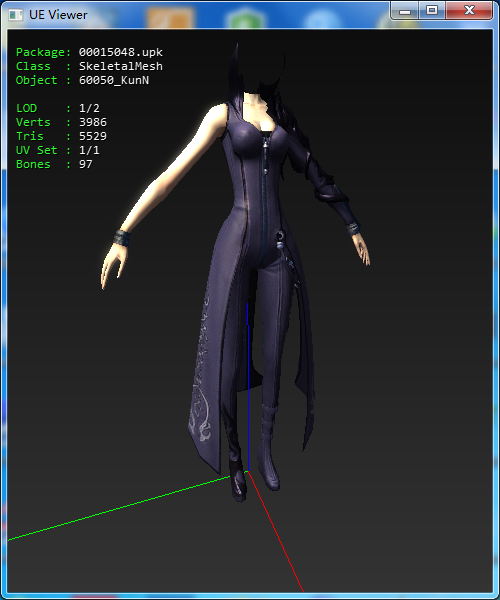 UE Viewer
Package: 00015048.upk
Class : SkeletalMesh
Object : 60050_KunN
LOD : 1/2
Verts : 3986
Tris : 5529
UV Set : 1/1
Bones : 97